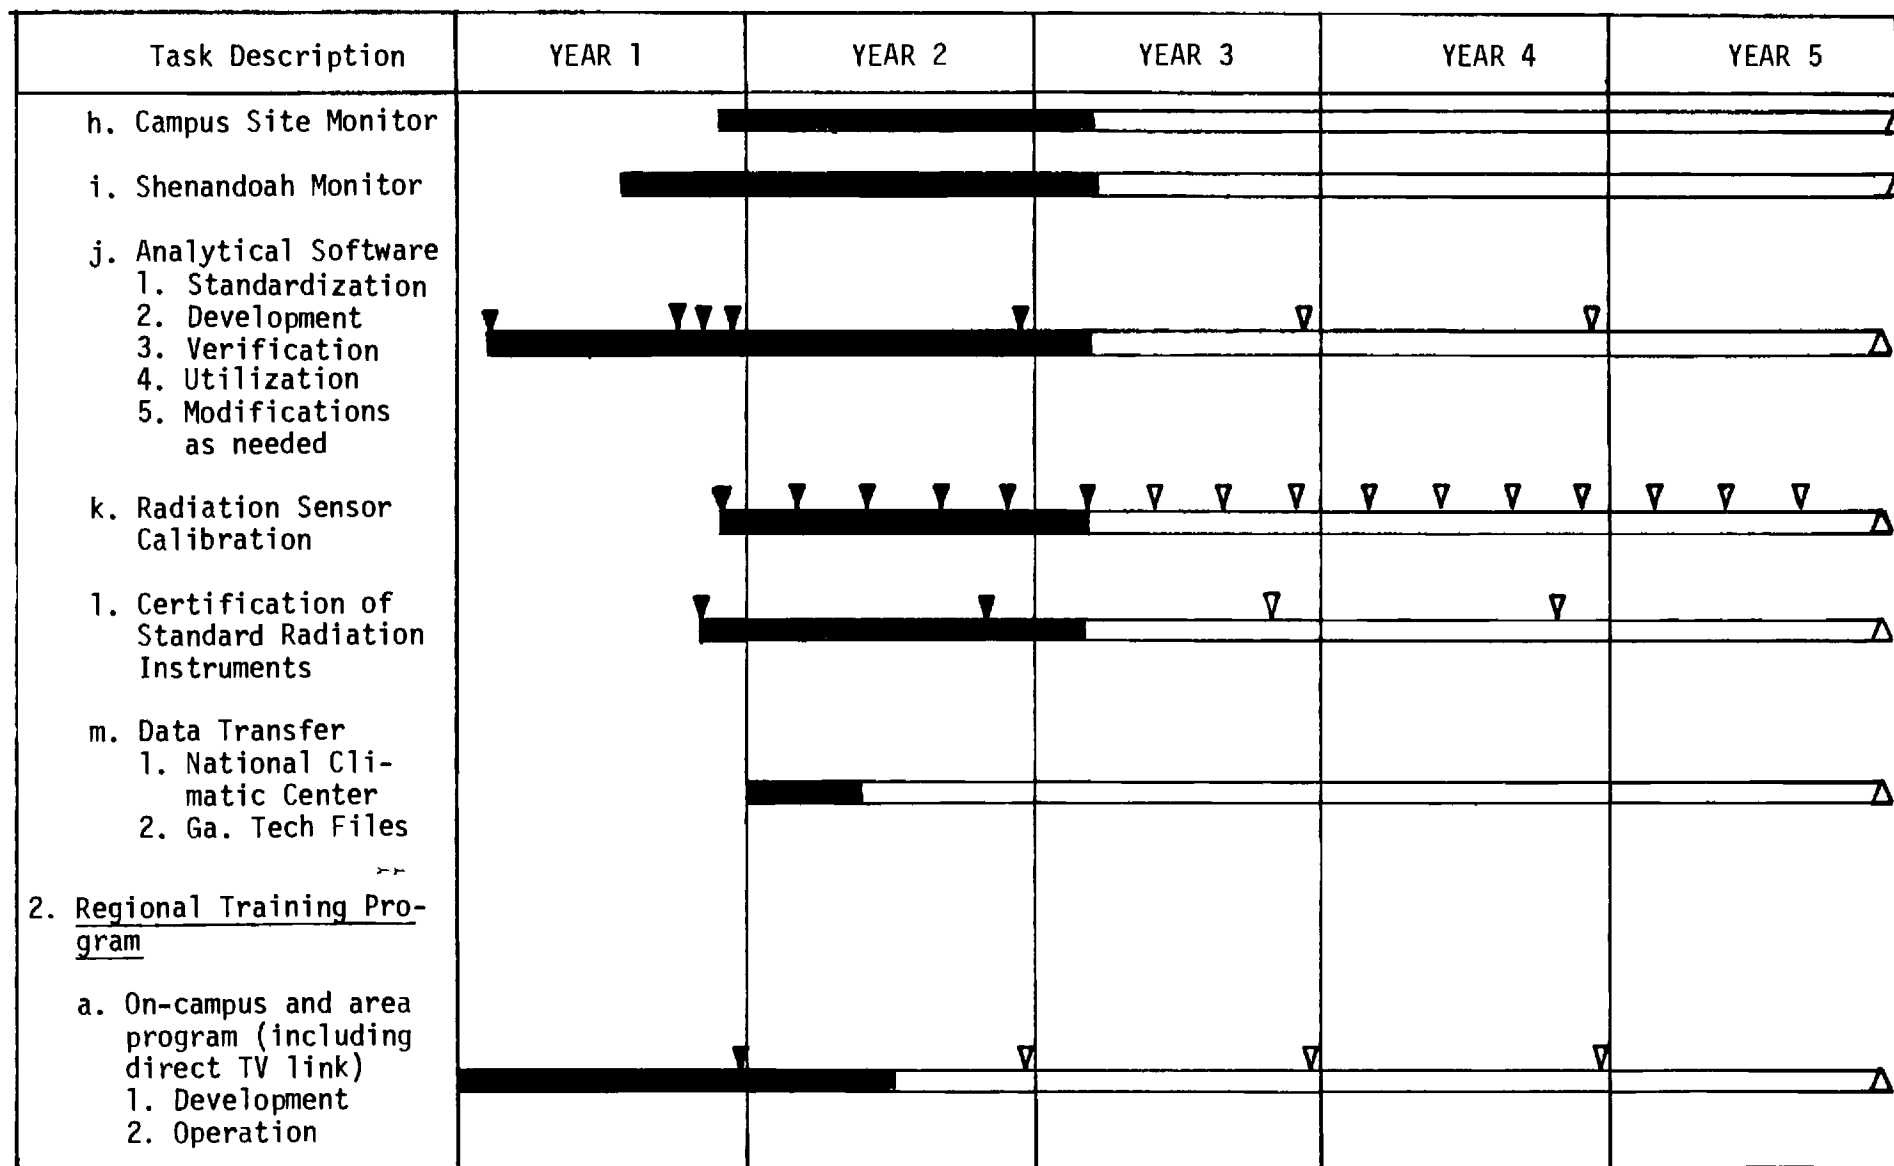 Task Description YEAR 1 YEAR 2 YEAR 3 YEAR 4 YEAR 5
h. Campus Site Monitor
i. Shenandoah Monitor
j. Analytical Software
1. Standardization
2. Development
3. Verification
4. Utilization
5. Modifications
as needed
k. Radiation Sensor
Calibration
l. Certification of
Standard Radiation
Instruments
m. Data Transfer
1. National Cli-
matic Center
2. Ga. Tech Files
2. Regional Training Pro-
gram
a. On-campus and area
program (including
direct TV link)
1. Development
2. Operation